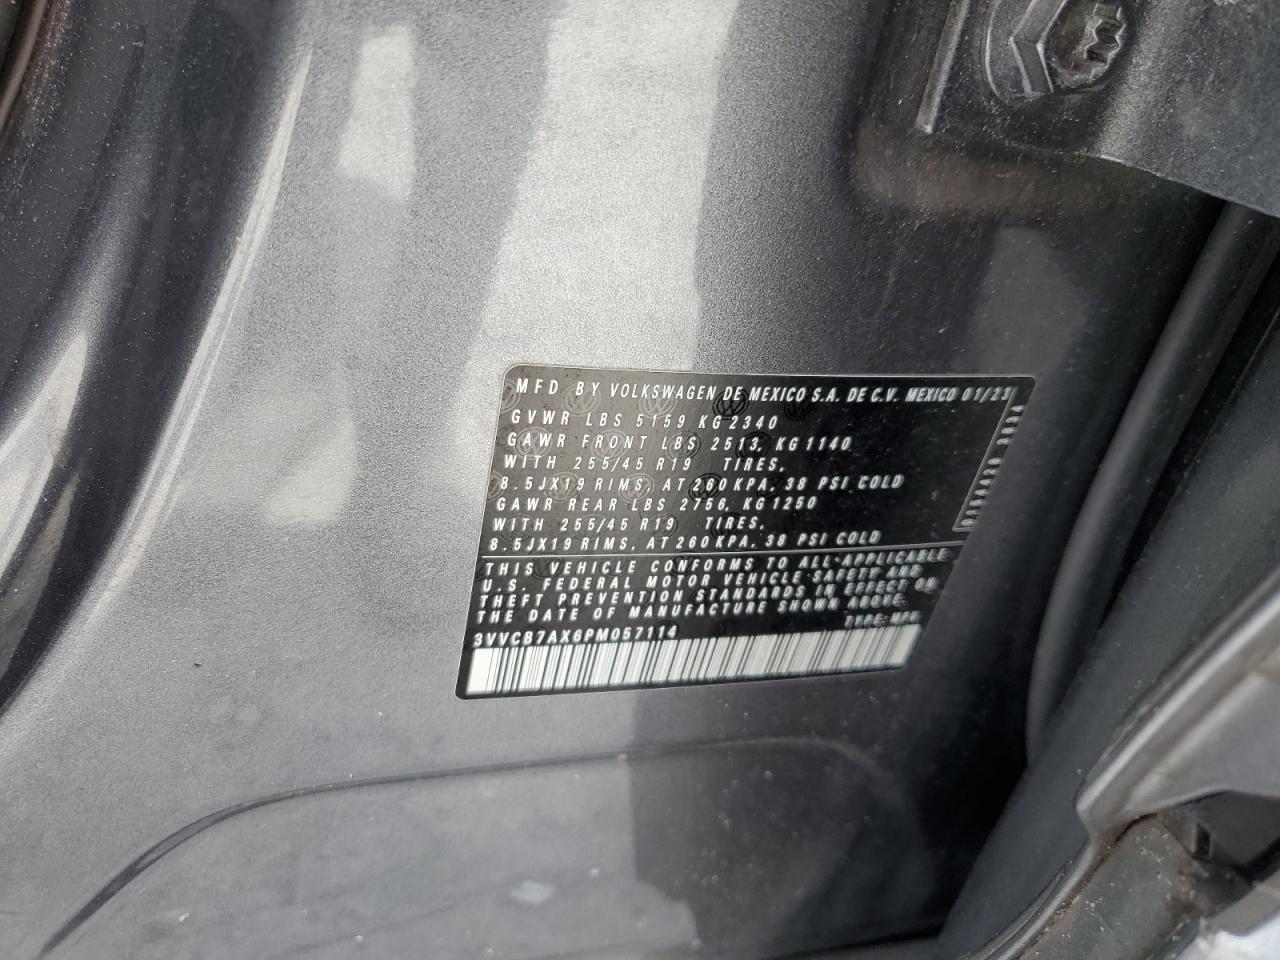 MFD BY VOLKSWAGEN DE MEXICO S.A. DE C.V. MEXICO 01/23
GVWR LBS 5159 KG 2340
GAWR FRONT LBS 2513, KG 1140
WITH 255/45 R19 TIRES,
8.5JX19 RIMS, AT 260 KPA, 38 PSI COLD
GAWR REAR LBS 2756, KG 1250
WITH 255/45 R19 TIRES,
8.5JX19 RIMS, AT 260 KPA, 38 PSI COLD
THIS VEHICLE CONFORMS TO ALL APPLICABLE
U.S. FEDERAL MOTOR VEHICLE SAFETY AND
THEFT PREVENTION STANDARDS IN EFFECT ON
THE DATE OF MANUFACTURE SHOWN ABOVE.
3VVCB7AX6PM057114 TYPE: MPV